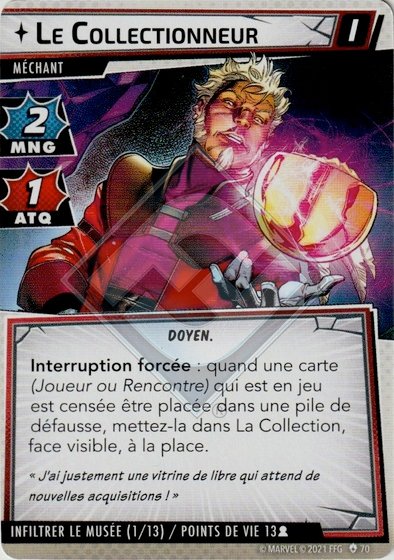 Le Collectionneur
I
MÉCHANT
2
MNG
1
ATQ
DOYEN.
Interruption forcée : quand une carte
(Joueur ou Rencontre) qui est en jeu
est censée être placée dans une pile de
défausse, mettez-la dans La Collection,
face visible, à la place.
« J'ai justement une vitrine de libre qui attend de
nouvelles acquisitions ! »
INFILTRER LE MUSÉE (1/13) / POINTS DE VIE 13
© MARVEL © 2021 FFG 70